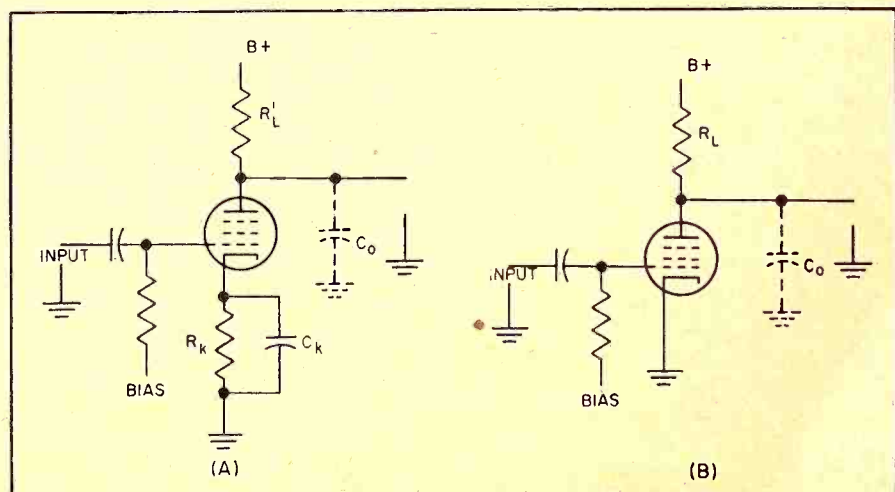 B+
R'L
INPUT
Co
Rk
Ck
BIAS
(A)
B+
RL
INPUT
Co
BIAS
(B)